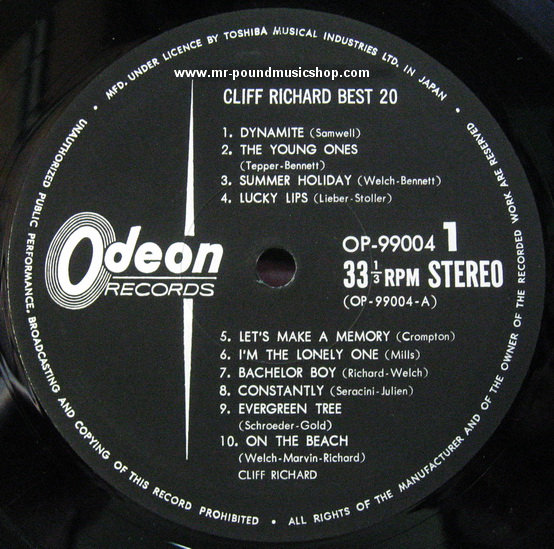 MFD. UNDER LICENCE BY TOSHIBA MUSICAL INDUSTRIES LTD. IN JAPAN •
www.mr-poundmusicshop.com
CLIFF RICHARD BEST 20
1. DYNAMITE (Samwell)
2. THE YOUNG ONES
(Tepper-Bennett)
3. SUMMER HOLIDAY (Welch-Bennett)
4. LUCKY LIPS (Lieber-Stoller)
Odeon
RECORDS
OP-99004 1
33 1/3 RPM STEREO
(OP-99004-A)
5. LET'S MAKE A MEMORY (Crompton)
6. I'M THE LONELY ONE (Mills)
7. BACHELOR BOY (Richard-Welch)
8. CONSTANTLY (Seracini-Julien)
9. EVERGREEN TREE
(Schroeder-Gold)
10. ON THE BEACH
(Welch-Marvin-Richard)
CLIFF RICHARD
UNAUTHORIZED PUBLIC PERFORMANCE, BROADCASTING AND COPYING OF THIS RECORD PROHIBITED • ALL RIGHTS OF THE MANUFACTURER AND OF THE OWNER OF THE RECORDED WORK ARE RESERVED •